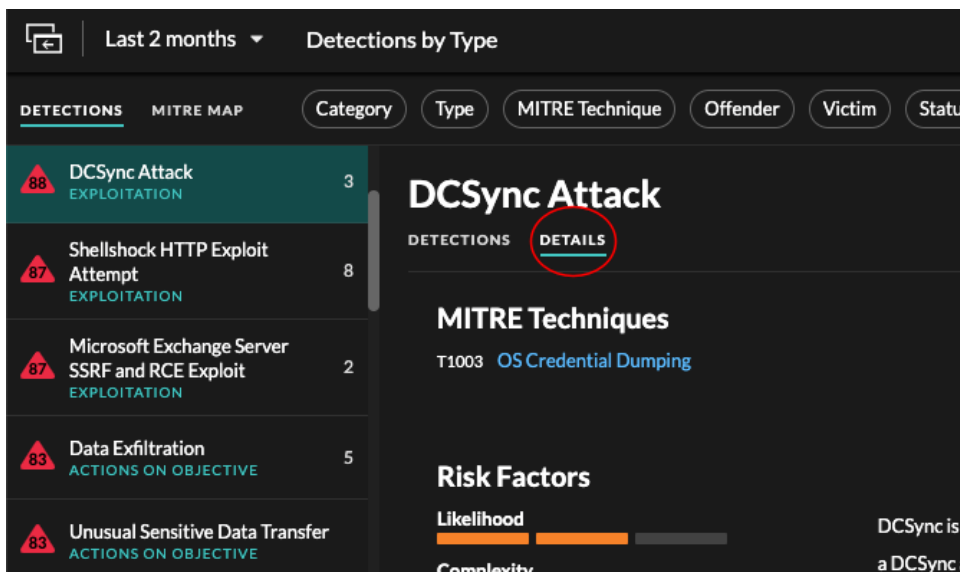 Last 2 months
Detections by Type
DETECTIONS MITRE MAP
Category Type MITRE Technique Offender Victim
88 DCSync Attack 3
EXPLOITATION
Shellshock HTTP Exploit
87 Attempt 8
EXPLOITATION
Microsoft Exchange Server
87 SSRF and RCE Exploit 2
EXPLOITATION
83 Data Exfiltration 5
ACTIONS ON OBJECTIVE
83 Unusual Sensitive Data Transfer
ACTIONS ON OBJECTIVE
DCSync Attack
DETECTIONS DETAILS
MITRE Techniques
T1003 OS Credential Dumping
Risk Factors
Likelihood
Complexity
DCSync is
a DCSync